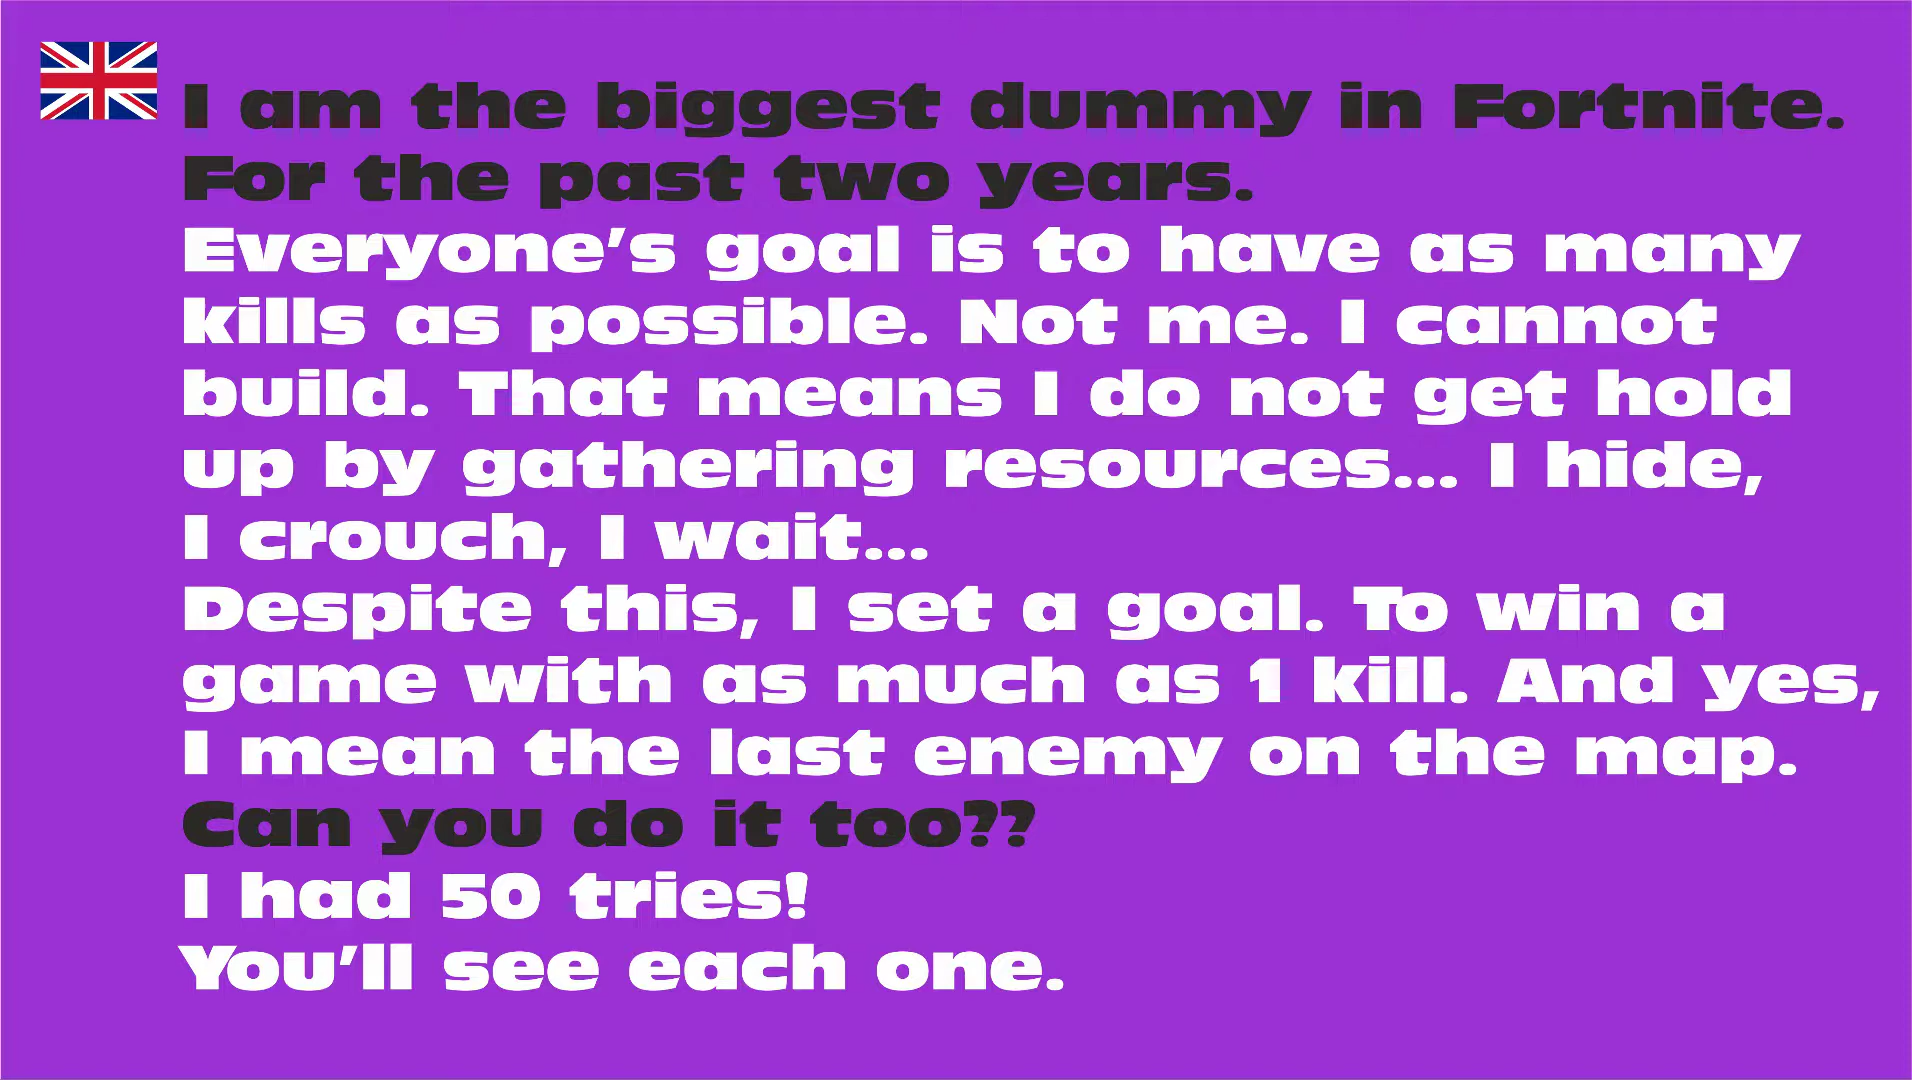 I am the biggest dummy in Fortnite.
For the past two years.
Everyone’s goal is to have as many
kills as possible. Not me. I cannot
build. That means I do not get hold
up by gathering resources... I hide,
I crouch, I wait...
Despite this, I set a goal. To win a
game with as much as 1 kill. And yes,
I mean the last enemy on the map.
Can you do it too??
I had 50 tries!
You’ll see each one.